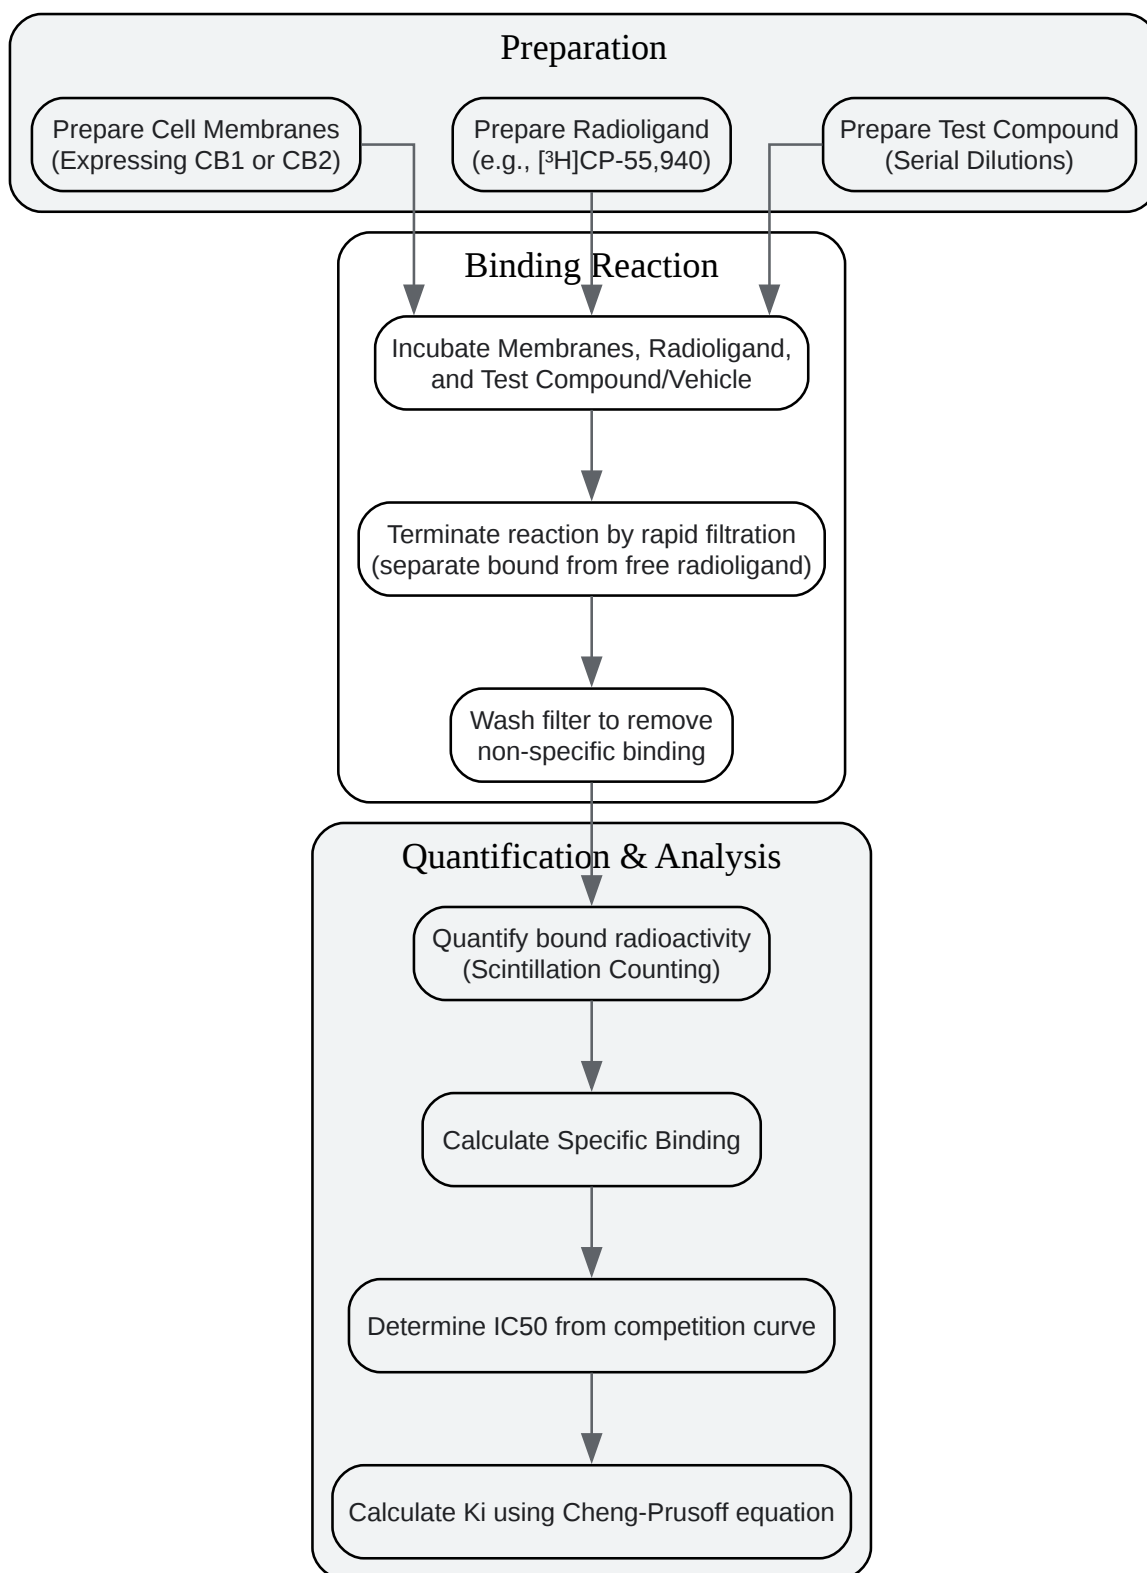 Preparation
Prepare Cell Membranes
(Expressing CB1 or CB2)
Prepare Radioligand
(e.g., [³H]CP-55,940)
Prepare Test Compound
(Serial Dilutions)
Binding Reaction
Incubate Membranes, Radioligand,
and Test Compound/Vehicle
Terminate reaction by rapid filtration
(separate bound from free radioligand)
Wash filter to remove
non-specific binding
Quantification & Analysis
Quantify bound radioactivity
(Scintillation Counting)
Calculate Specific Binding
Determine IC50 from competition curve
Calculate Ki using Cheng-Prusoff equation